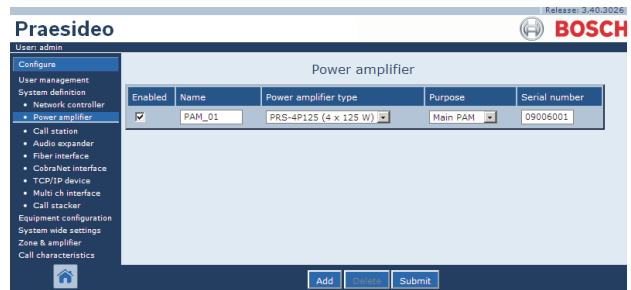 Release: 3.40.3026
Praesideo
BOSCH
User: admin
Configure
User management
System definition
• Network controller
• Power amplifier
• Call station
• Audio expander
• Fiber interface
• CobraNet interface
• TCP/IP device
• Multi ch interface
• Call stacker
Equipment configuration
System wide settings
Zone & amplifier
Call characteristics
Power amplifier
Enabled Name Power amplifier type Purpose Serial number
PAM_01 PRS-4P125 (4 x 125 W) Main PAM 09006001
Add Delete Submit